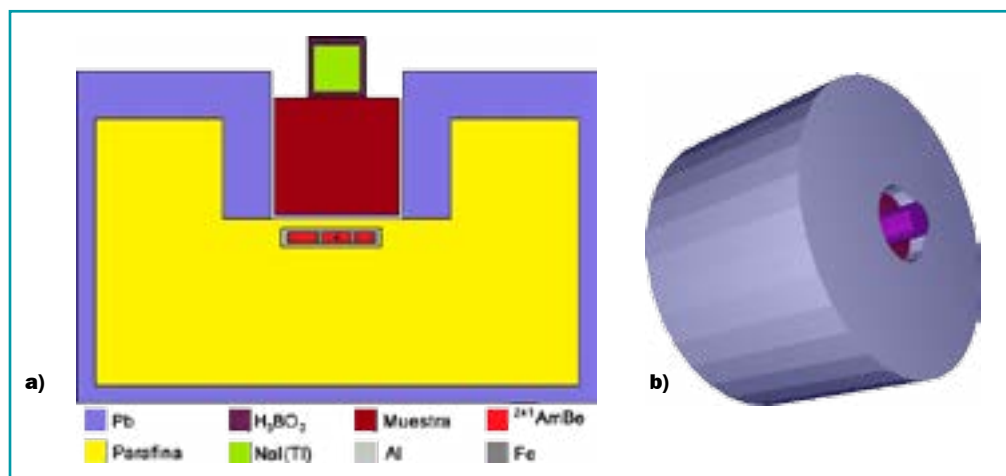 a)
b)
Pb H₃BO₃ Muestra ²⁴¹AmBe
Parafina NaI(Tl) Al Fe